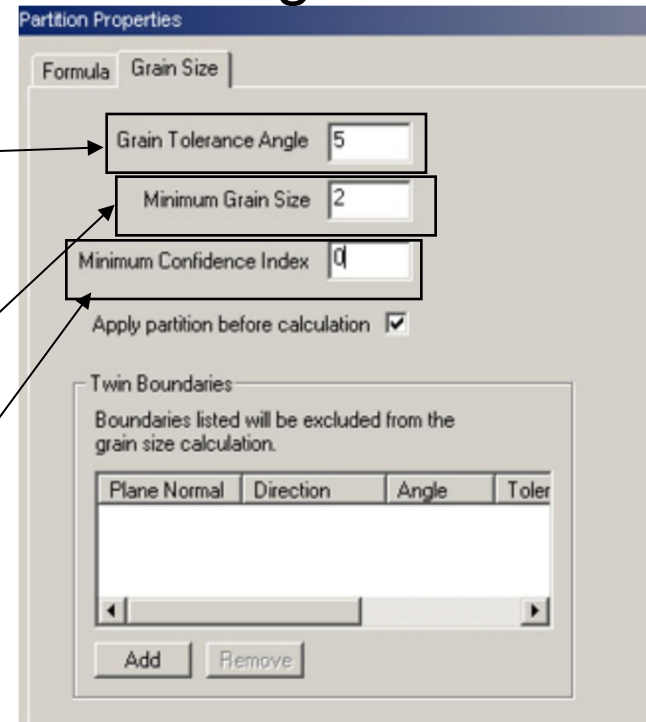 Partition Properties
Formula Grain Size
Grain Tolerance Angle 5
Minimum Grain Size 2
Minimum Confidence Index 0
Apply partition before calculation
Twin Boundaries
Boundaries listed will be excluded from the
grain size calculation.
Plane Normal Direction Angle Toler
Add Remove